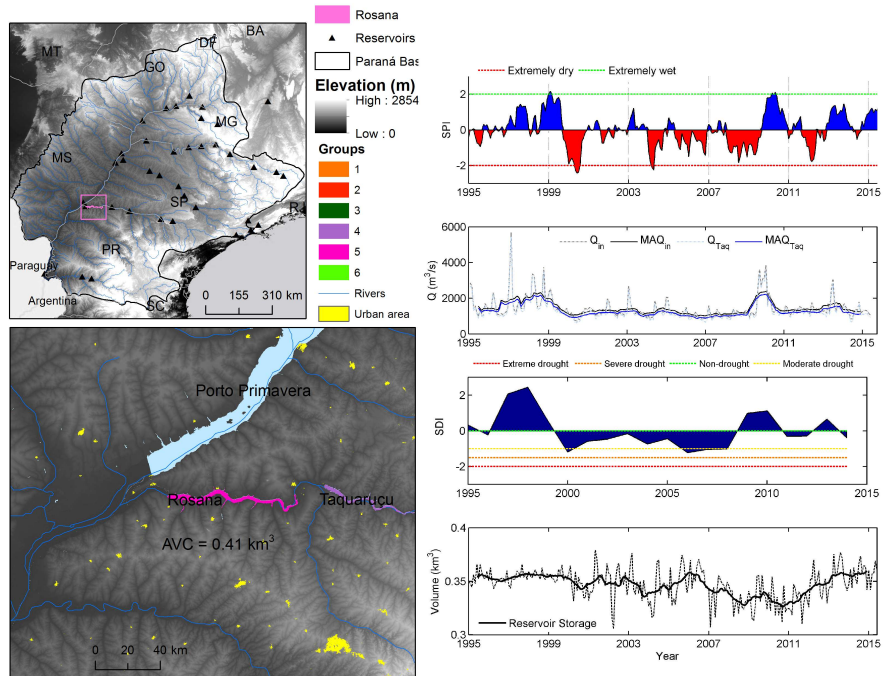 MT
DF
BA
GO
MG
MS
SP
RJ
PR
Paraguay
Argentina
SC
0 155 310 km
Rosana
Reservoirs
Paraná Bas
Elevation (m)
High : 2854
Low : 0
Groups
1
2
3
4
5
6
Rivers
Urban area
Porto Primavera
Rosana
Taquaruçu
AVC = 0.41 km³
0 20 40 km
Extremely dry
Extremely wet
SPI
2
0
-2
1995 1999 2003 2007 2011 2015
Q (m³/s)
6000
4000
2000
0
Q_in MAQ_in Q_Taq MAQ_Taq
1995 1999 2003 2007 2011 2015
Extreme drought Severe drought Non-drought Moderate drought
SDI
2
0
-2
1995 2000 2005 2010 2015
Volume (km³)
0.4
0.35
0.3
Reservoir Storage
1995 1999 2003 2007 2011 2015
Year